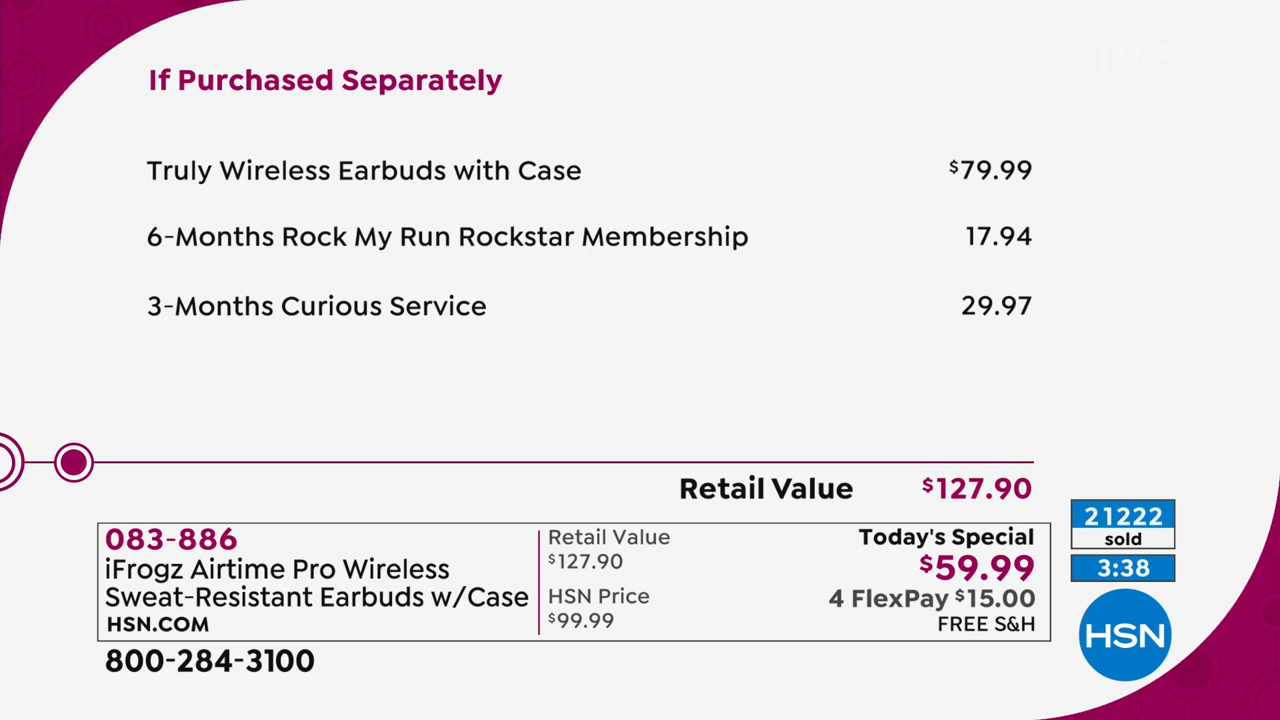 LIVE
If Purchased Separately
Truly Wireless Earbuds with Case $79.99
6-Months Rock My Run Rockstar Membership 17.94
3-Months Curious Service 29.97
Retail Value $127.90
083-886
iFrogz Airtime Pro Wireless
Sweat-Resistant Earbuds w/Case
HSN.COM
Retail Value
$127.90
HSN Price
$99.99
Today's Special
$59.99
4 FlexPay $15.00
FREE S&H
21222
sold
3:38
HSN
800-284-3100